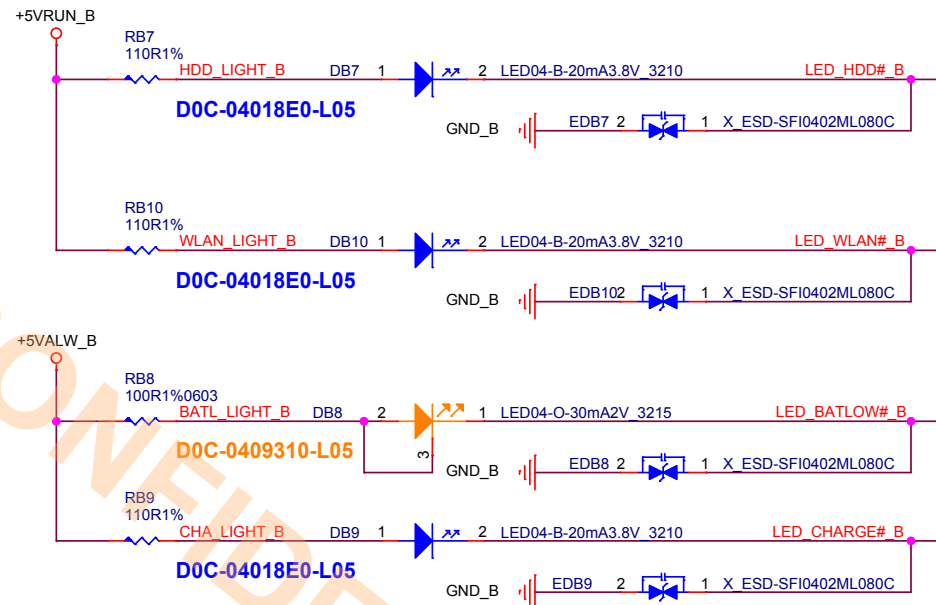 +5VRUN_B
RB7
110R1%
HDD_LIGHT_B DB7 1 2 LED04-B-20mA3.8V_3210 LED_HDD#_B
D0C-04018E0-L05
GND_B EDB7 2 1 X_ESD-SFI0402ML080C
RB10
110R1%
WLAN_LIGHT_B DB10 1 2 LED04-B-20mA3.8V_3210 LED_WLAN#_B
D0C-04018E0-L05
GND_B EDB10 2 1 X_ESD-SFI0402ML080C
+5VALW_B
RB8
100R1%0603
BATL_LIGHT_B DB8 2 1 LED04-O-30mA2V_3215 LED_BATLOW#_B
D0C-0409310-L05
3
GND_B EDB8 2 1 X_ESD-SFI0402ML080C
RB9
110R1%
CHA_LIGHT_B DB9 1 2 LED04-B-20mA3.8V_3210 LED_CHARGE#_B
D0C-04018E0-L05
GND_B EDB9 2 1 X_ESD-SFI0402ML080C